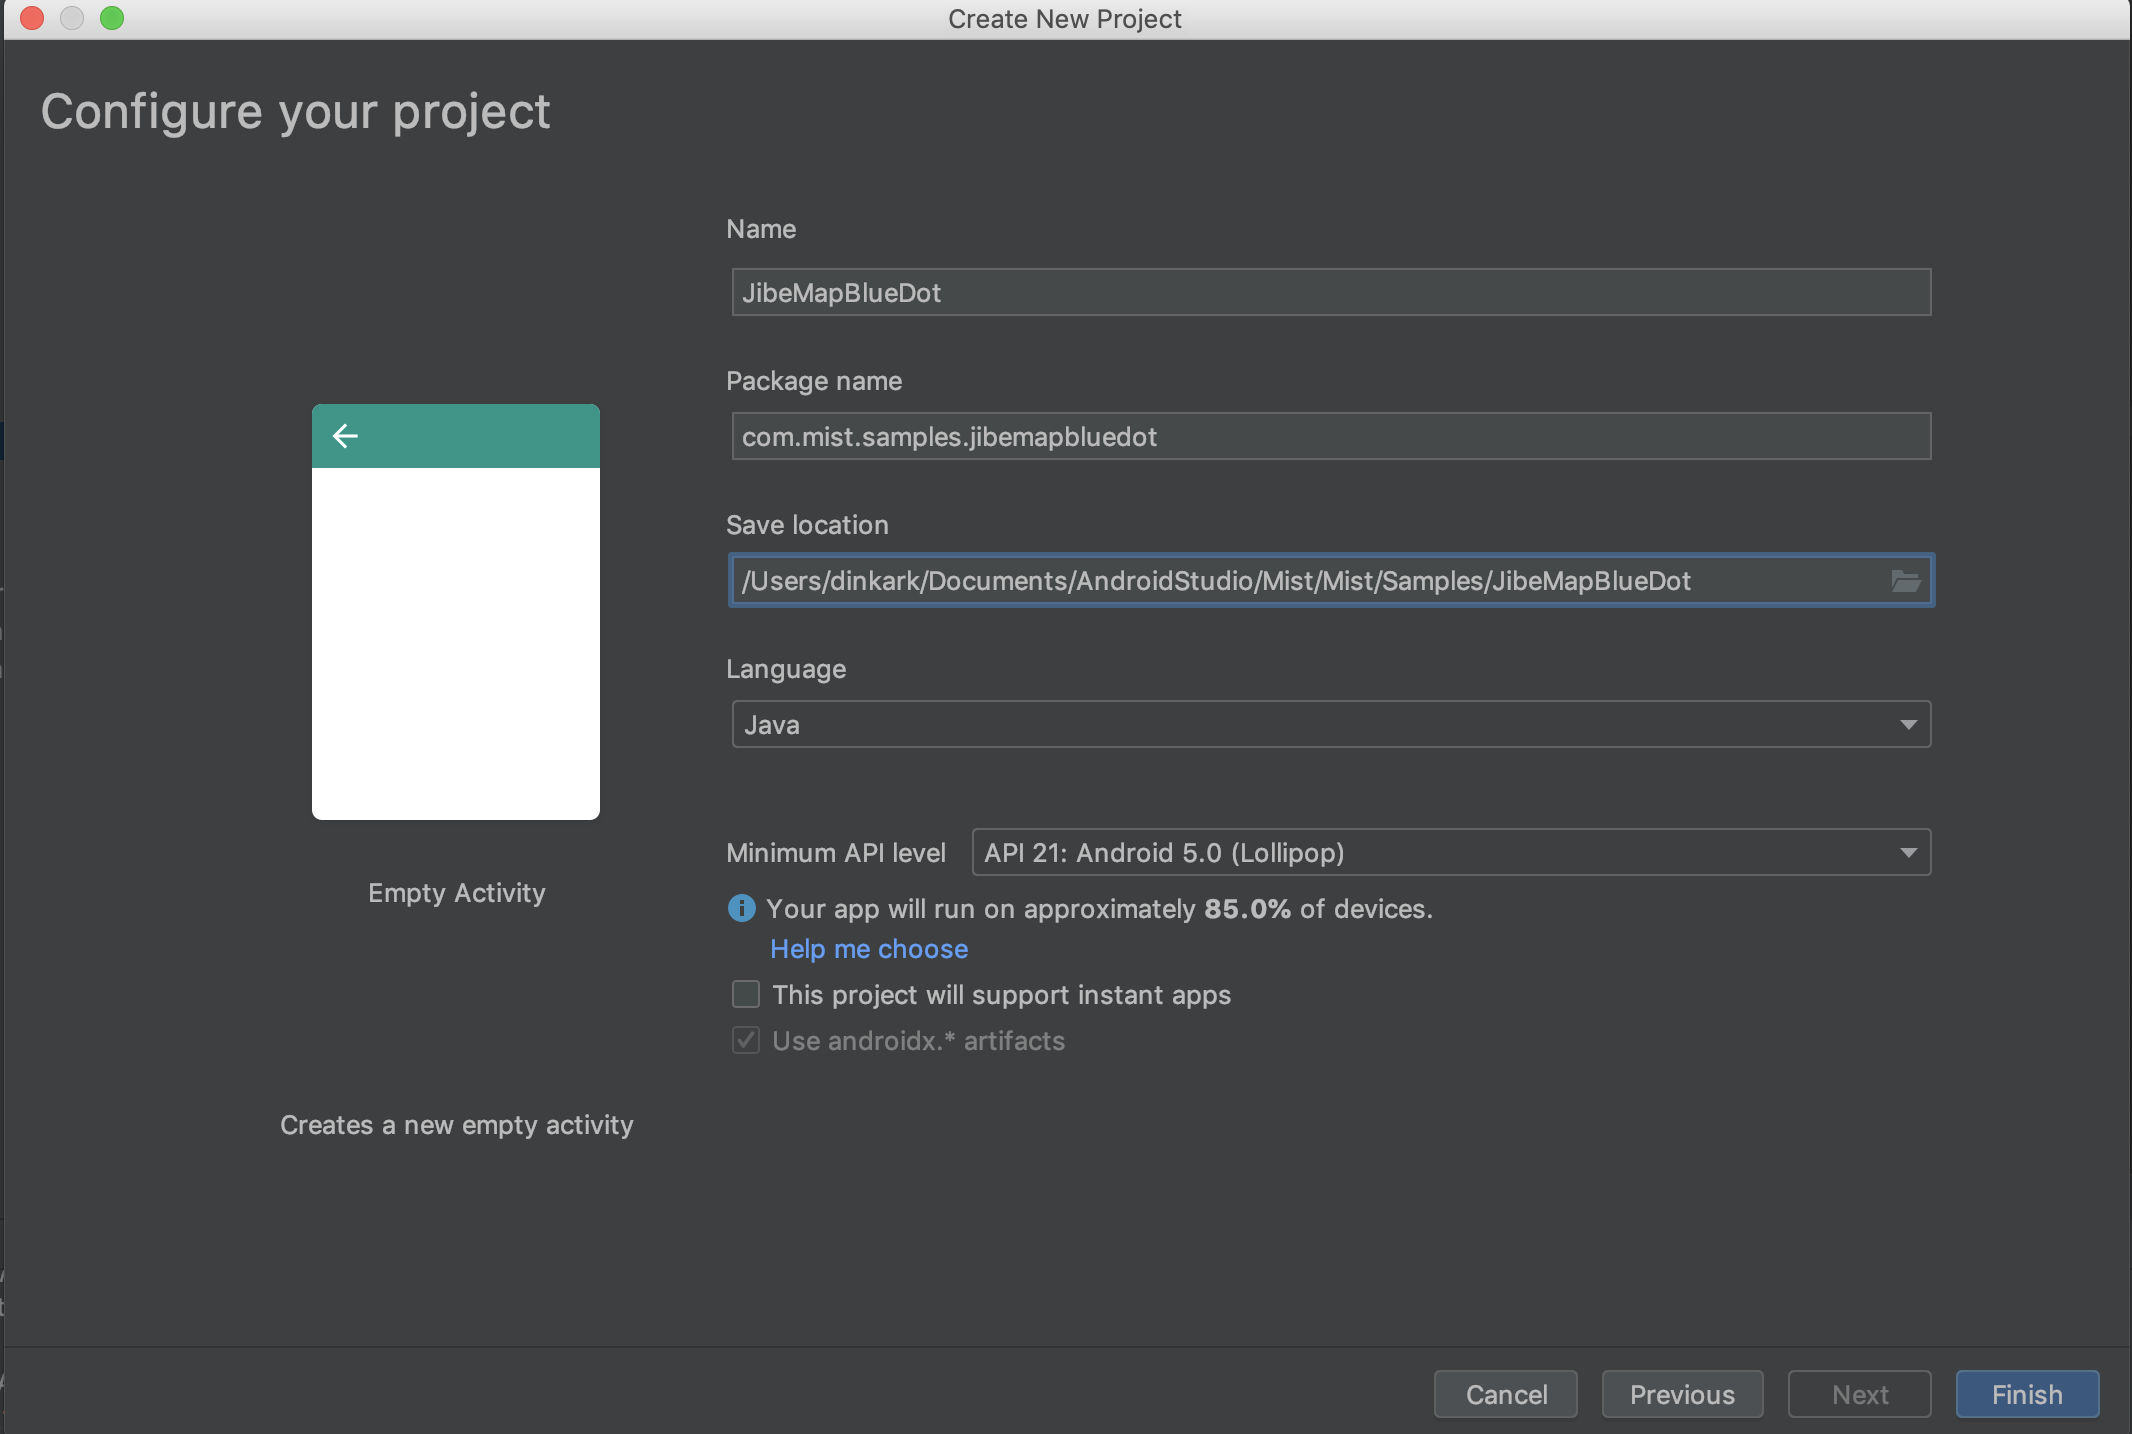 Create New Project
Configure your project
Name
JibeMapBlueDot
Package name
com.mist.samples.jibemapbluedot
Save location
/Users/dinkark/Documents/AndroidStudio/Mist/Mist/Samples/JibeMapBlueDot
Language
Java
Minimum API level API 21: Android 5.0 (Lollipop)
Your app will run on approximately 85.0% of devices.
Help me choose
This project will support instant apps
Use androidx.* artifacts
Empty Activity
Creates a new empty activity
Cancel Previous Next Finish